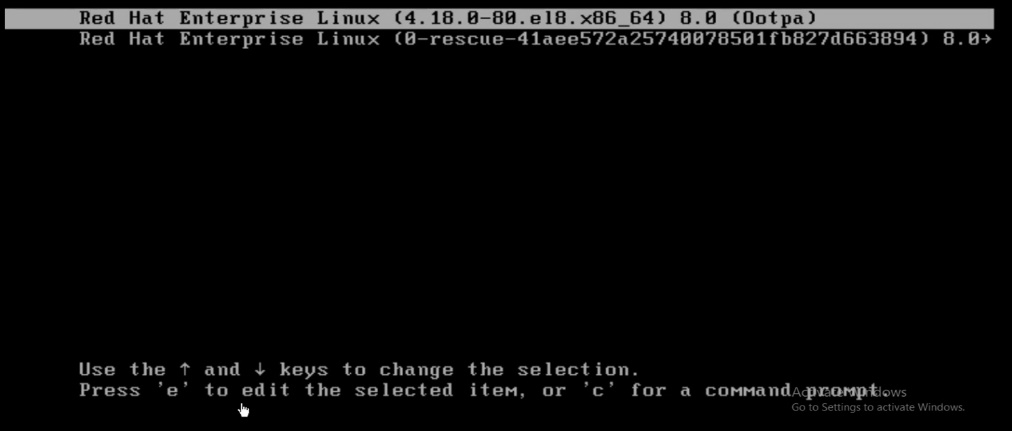 Red Hat Enterprise Linux (4.18.0-80.el8.x86_64) 8.0 (Ootpa)
Red Hat Enterprise Linux (0-rescue-41aee572a25740078501fb827d663894) 8.0→
Use the ↑ and ↓ keys to change the selection.
Press 'e' to edit the selected item, or 'c' for a command prompt.
Activate Windows
Go to Settings to activate Windows.